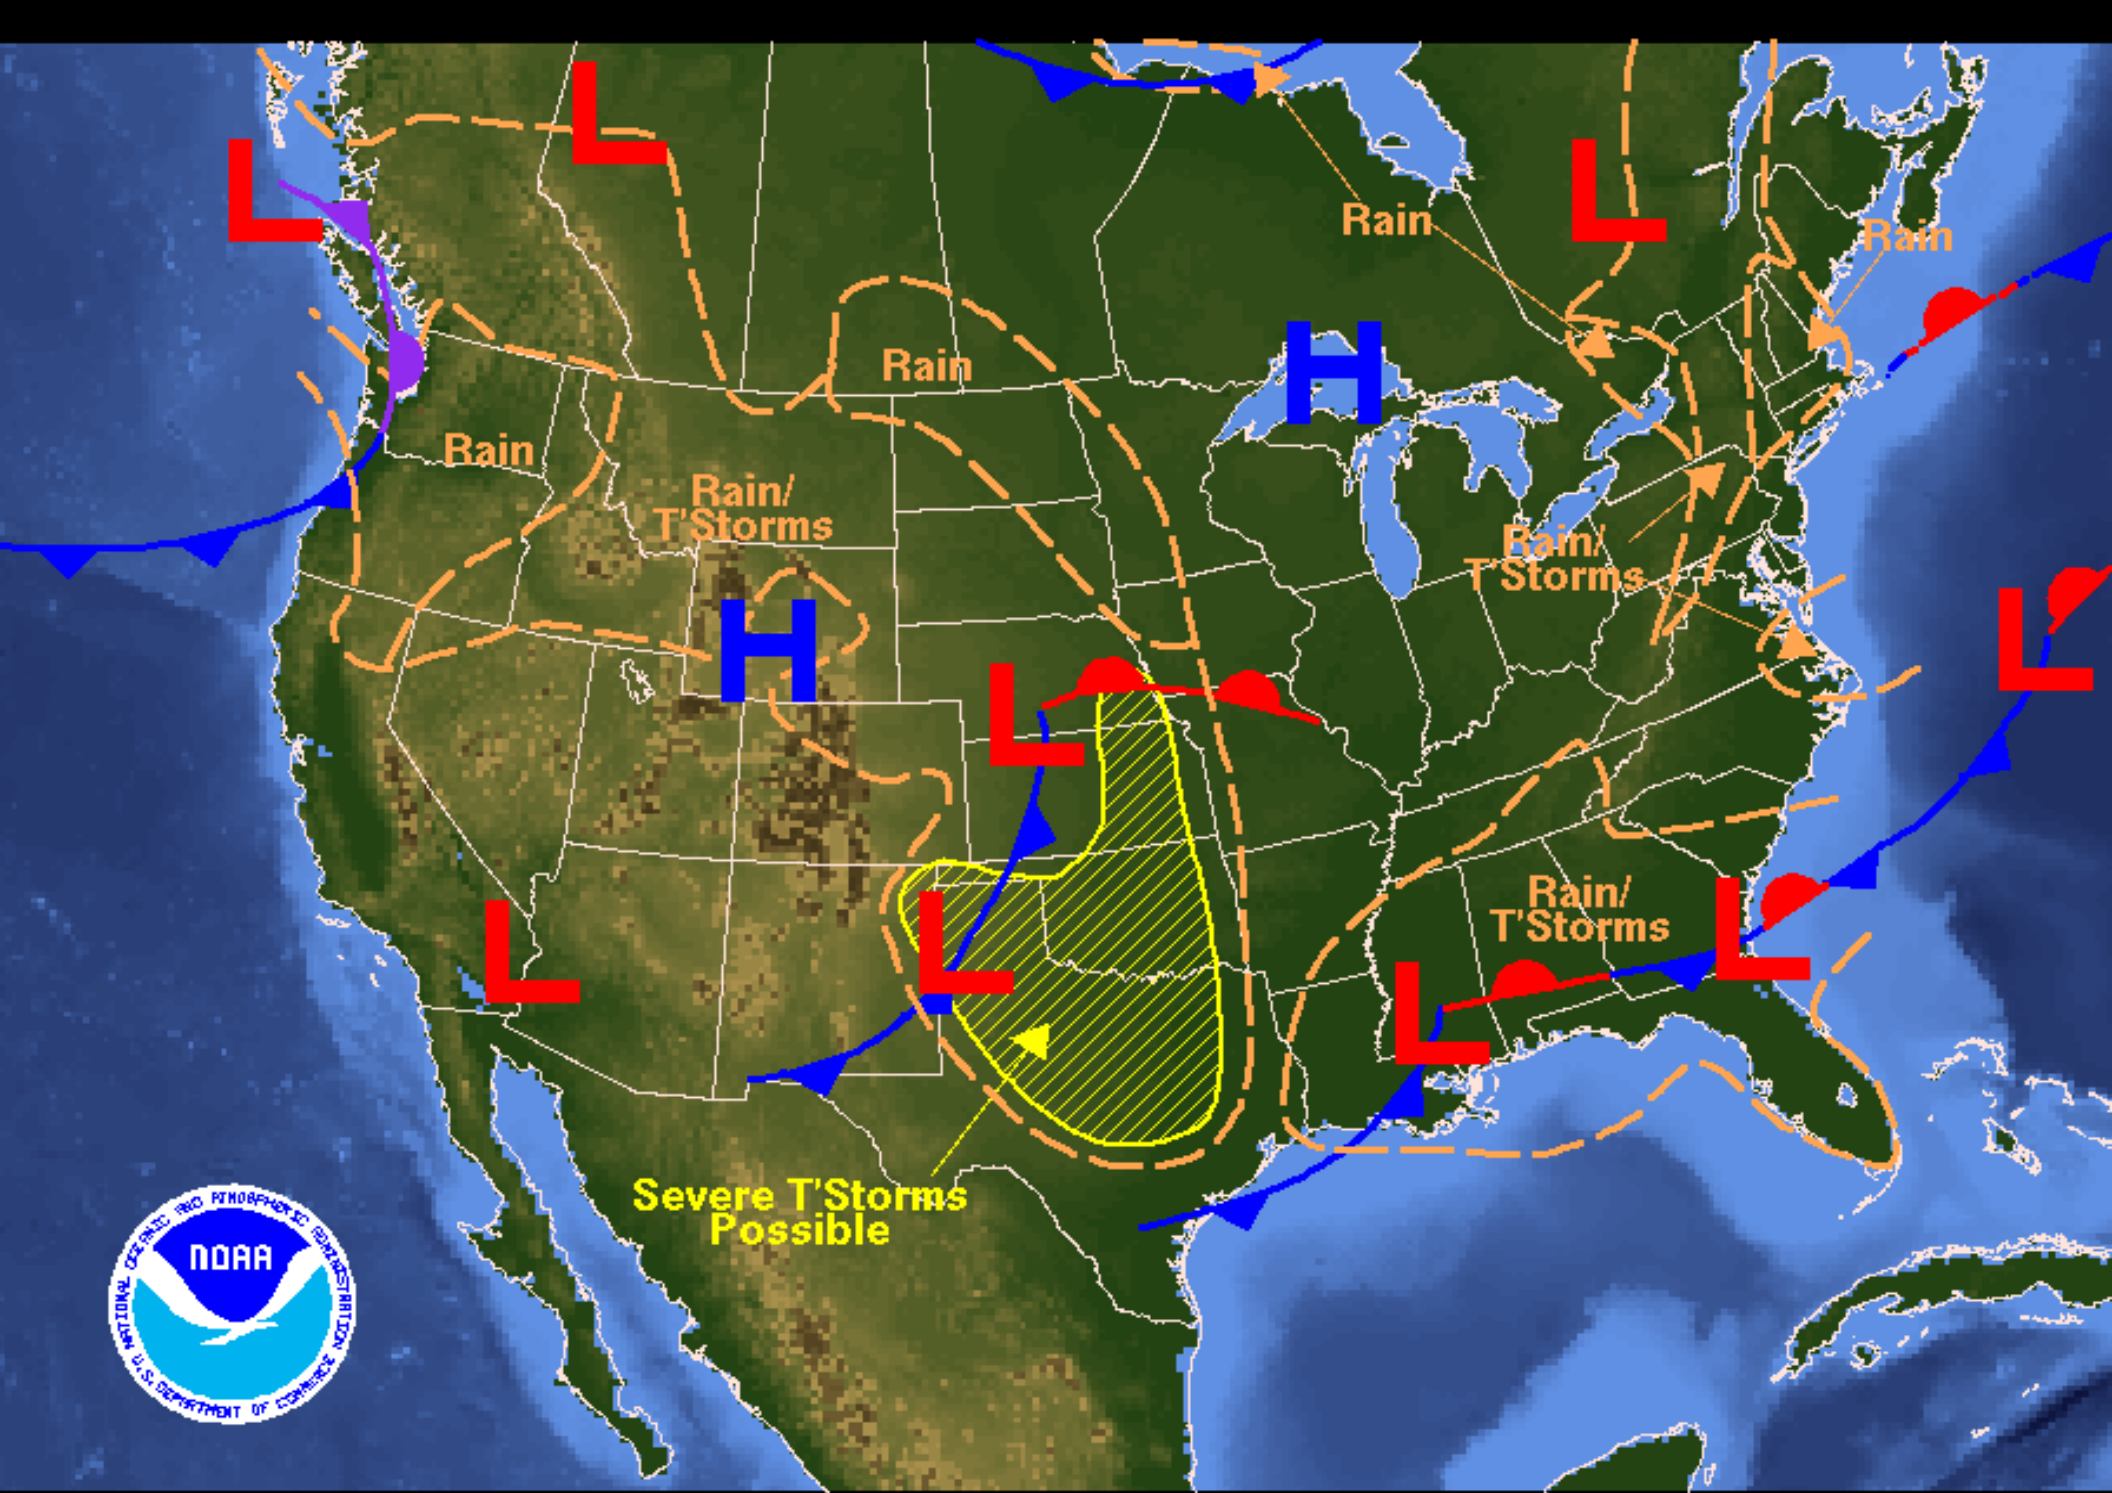 L
L
L
Rain
Rain
H
Rain
Rain
Rain/
T'Storms
Rain/
T'Storms
H
L
L
Rain/
T'Storms
L
L
L
L
Severe T'Storms
Possible
NATIONAL OCEANIC AND ATMOSPHERIC ADMINISTRATION
NOAA
U.S. DEPARTMENT OF COMMERCE